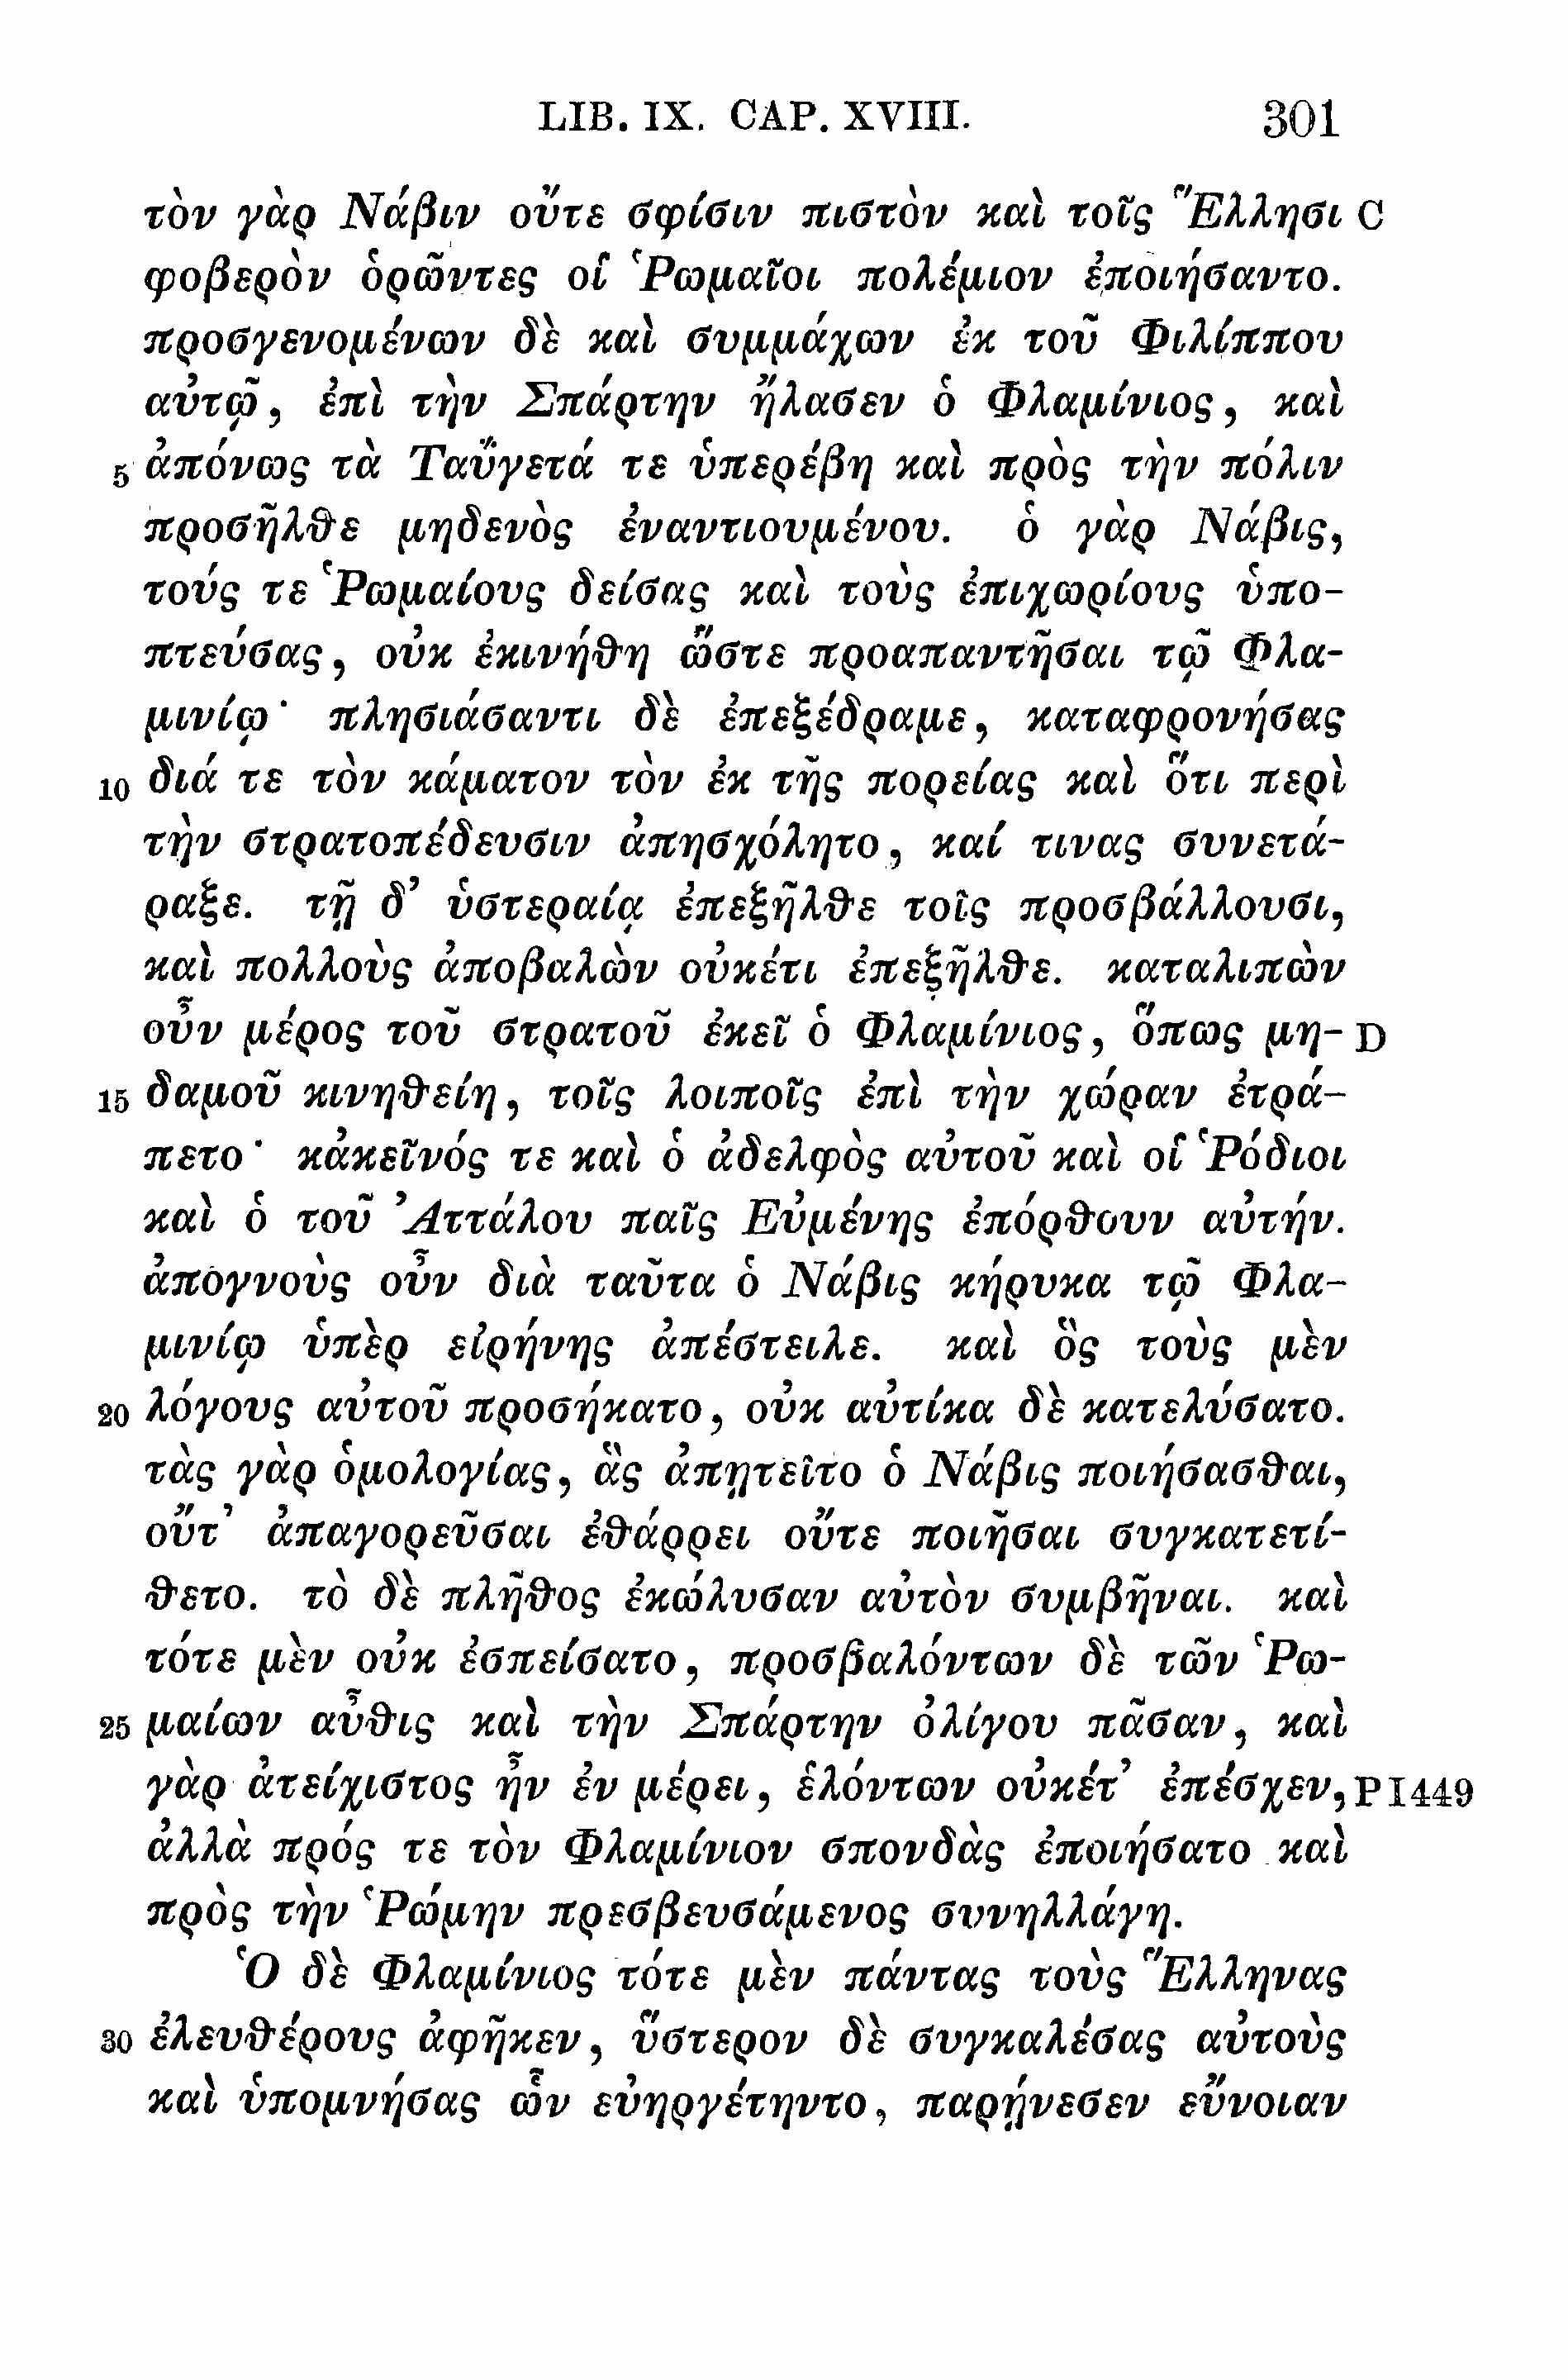 LIB. IX. CAP. XVIII. 301
τὸν γὰρ Νάβιν οὔτε σφίσιν πιστὸν καὶ τοῖς Ἕλλησι C
φοβερὸν ὁρῶντες οἱ Ῥωμαῖοι πολέμιον ἐποιήσαντο.
προσγενομένων δὲ καὶ συμμάχων ἐκ τοῦ Φιλίππου
αὐτῷ, ἐπὶ τὴν Σπάρτην ἤλασεν ὁ Φλαμίνιος, καὶ
5 ἀπόνως τὰ Ταΰγετά τε ὑπερέβη καὶ πρὸς τὴν πόλιν
προσῆλθε μηδενὸς ἐναντιουμένου. ὁ γὰρ Νάβις,
τούς τε Ῥωμαίους δείσας καὶ τοὺς ἐπιχωρίους ὑπο-
πτεύσας, οὐκ ἐκινήθη ὥστε προαπαντῆσαι τῷ Φλα-
μινίῳ· πλησιάσαντι δὲ ἐπεξέδραμε, καταφρονήσας
10 διά τε τὸν κάματον τὸν ἐκ τῆς πορείας καὶ ὅτι περὶ
τὴν στρατοπέδευσιν ἀπησχόλητο, καί τινας συνετά-
ραξε. τῇ δ’ ὑστεραίᾳ ἐπεξῆλθε τοῖς προσβάλλουσι,
καὶ πολλοὺς ἀποβαλὼν οὐκέτι ἐπεξῆλθε. καταλιπὼν
οὖν μέρος τοῦ στρατοῦ ἐκεῖ ὁ Φλαμίνιος, ὅπως μη- D
15 δαμοῦ κινηθείη, τοῖς λοιποῖς ἐπὶ τὴν χώραν ἐτρά-
πετο· κἀκεῖνός τε καὶ ὁ ἀδελφὸς αὐτοῦ καὶ οἱ Ῥόδιοι
καὶ ὁ τοῦ Ἀττάλου παῖς Εὐμένης ἐπόρθουν αὐτήν.
ἀπογνοὺς οὖν διὰ ταῦτα ὁ Νάβις κήρυκα τῷ Φλα-
μινίῳ ὑπὲρ εἰρήνης ἀπέστειλε. καὶ ὃς τοὺς μὲν
20 λόγους αὐτοῦ προσήκατο, οὐκ αὐτίκα δὲ κατελύσατο.
τὰς γὰρ ὁμολογίας, ἃς ἀπῃτεῖτο ὁ Νάβις ποιήσασθαι,
οὔτ’ ἀπαγορεῦσαι ἐθάρρει οὔτε ποιῆσαι συγκατετί-
θετο. τὸ δὲ πλῆθος ἐκώλυσαν αὐτὸν συμβῆναι. καὶ
τότε μὲν οὐκ ἐσπείσατο, προσβαλόντων δὲ τῶν Ῥω-
25 μαίων αὖθις καὶ τὴν Σπάρτην ὀλίγου πᾶσαν, καὶ
γὰρ ἀτείχιστος ἦν ἐν μέρει, ἑλόντων οὐκέτ’ ἐπέσχεν, P I 449
ἀλλὰ πρός τε τὸν Φλαμίνιον σπονδὰς ἐποιήσατο καὶ
πρὸς τὴν Ῥώμην πρεσβευσάμενος συνηλλάγη.
Ὁ δὲ Φλαμίνιος τότε μὲν πάντας τοὺς Ἕλληνας
30 ἐλευθέρους ἀφῆκεν, ὕστερον δὲ συγκαλέσας αὐτοὺς
καὶ ὑπομνήσας ὧν εὐηργέτηντο, παρῄνεσεν εὔνοιαν